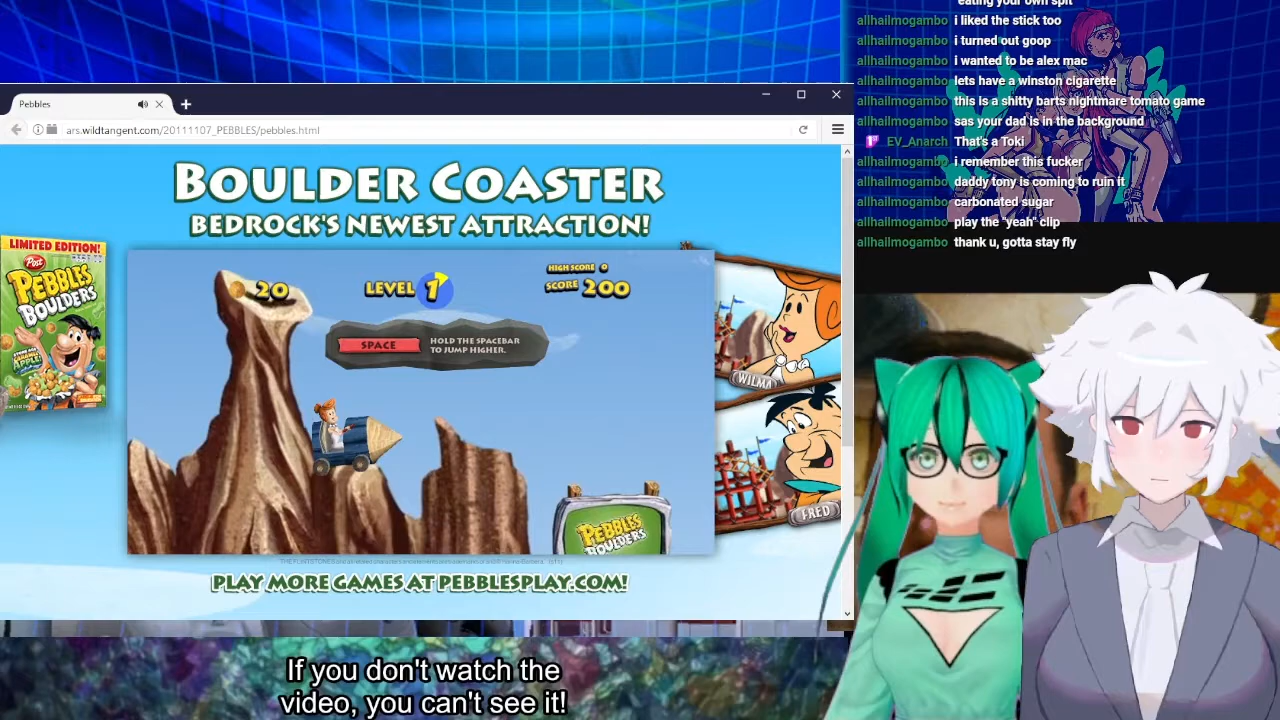 eating your own spit
allhailmogambo i liked the stick too
allhailmogambo i turned out goop
allhailmogambo i wanted to be alex mac
allhailmogambo lets have a winston cigarette
allhailmogambo this is a shitty barts nightmare tomato game
allhailmogambo sas your dad is in the background
EV_Anarch That's a Toki
allhailmogambo i remember this fucker
allhailmogambo daddy tony is coming to ruin it
allhailmogambo carbonated sugar
allhailmogambo play the "yeah" clip
allhailmogambo thank u, gotta stay fly
Pebbles
ars.wildtangent.com/20111107_PEBBLES/pebbles.html
BOULDER COASTER
BEDROCK'S NEWEST ATTRACTION!
LIMITED EDITION!
Post
PEBBLES
BOULDERS
20
LEVEL 1
HIGH SCORE 0
SCORE 200
SPACE
HOLD THE SPACEBAR
TO JUMP HIGHER.
WILMA
FRED
PEBBLES
BOULDERS
PLAY MORE GAMES AT PEBBLESPLAY.COM!
If you don't watch the
video, you can't see it!